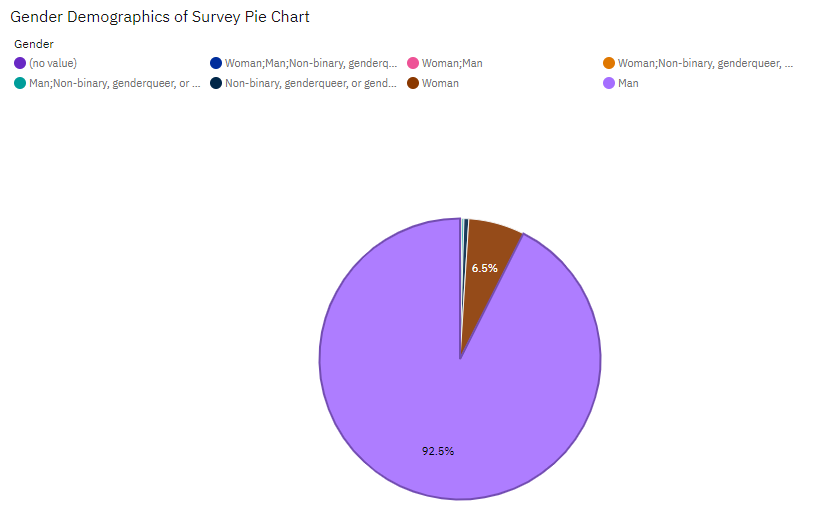 Gender Demographics of Survey Pie Chart
Gender
(no value) Woman;Man;Non-binary, genderq... Woman;Man Woman;Non-binary, genderqueer, ...
Man;Non-binary, genderqueer, or ... Non-binary, genderqueer, or gend... Woman Man
6.5%
92.5%